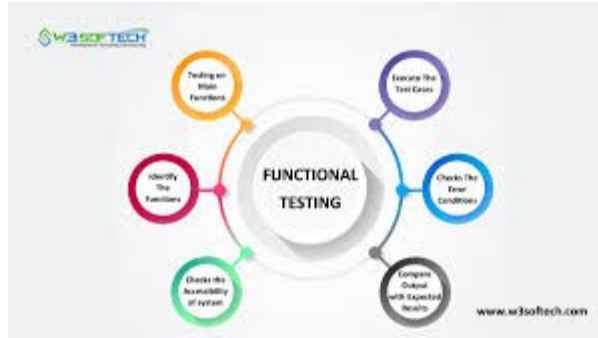 W3SOFTECH
Testing on
Main
Functions
Execute The
Test Cases
Identify
The
Functions
FUNCTIONAL
TESTING
Checks The
Error
Conditions
Checks the
Accessibility
of system
Compare
Output
with Expected
Results
www.w3softech.com